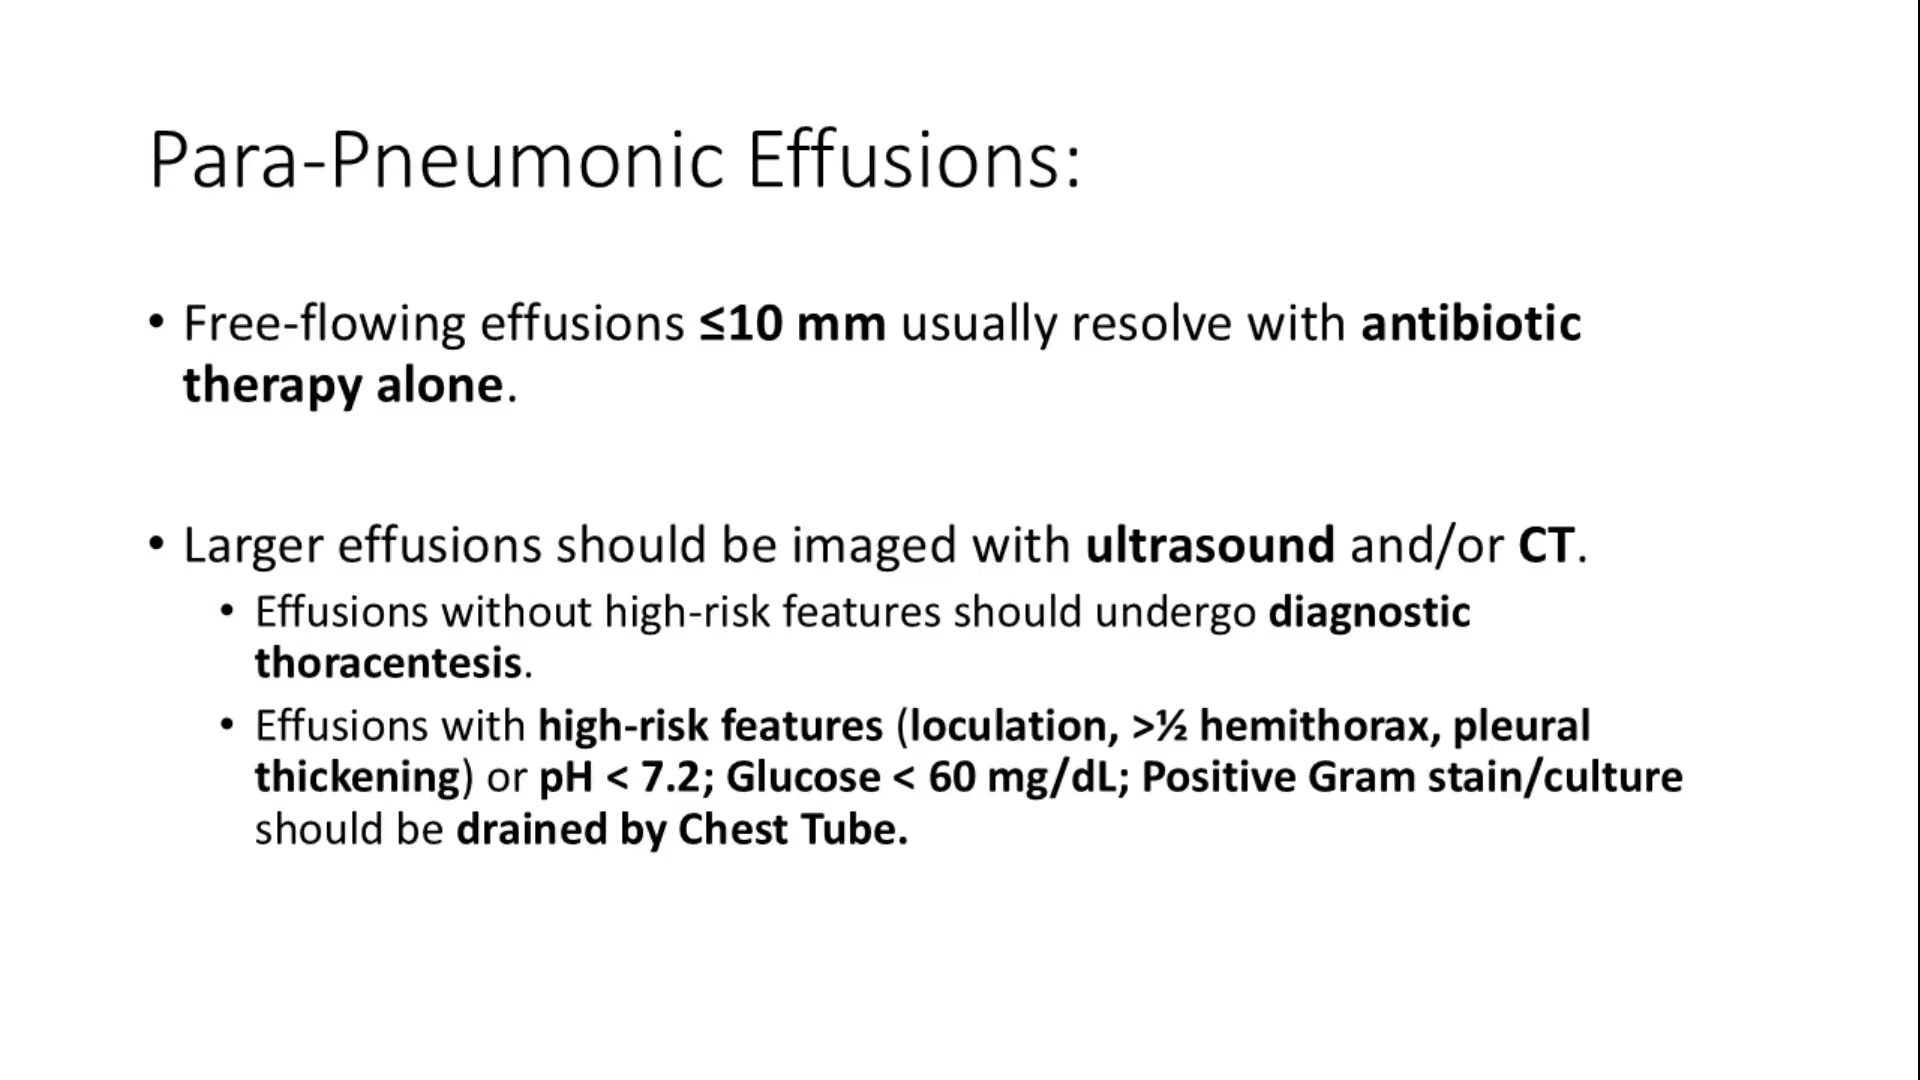 Para-Pneumonic Effusions:
• Free-flowing effusions ≤10 mm usually resolve with antibiotic
therapy alone.
• Larger effusions should be imaged with ultrasound and/or CT.
• Effusions without high-risk features should undergo diagnostic
thoracentesis.
• Effusions with high-risk features (loculation, >½ hemithorax, pleural
thickening) or pH < 7.2; Glucose < 60 mg/dL; Positive Gram stain/culture
should be drained by Chest Tube.